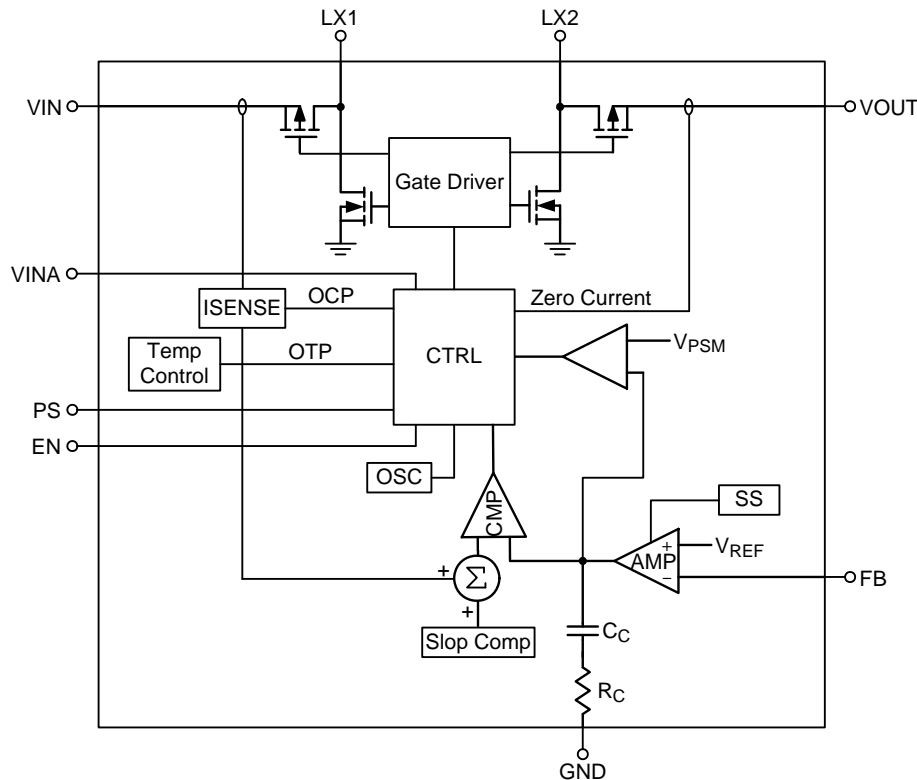 LX1
LX2
VIN
VOUT
Gate Driver
VINA
ISENSE
OCP
Zero Current
Temp
Control
OTP
CTRL
VPSM
PS
EN
OSC
CMP
SS
+
VREF
AMP
−
FB
+
Σ
+
Slop Comp
CC
RC
GND